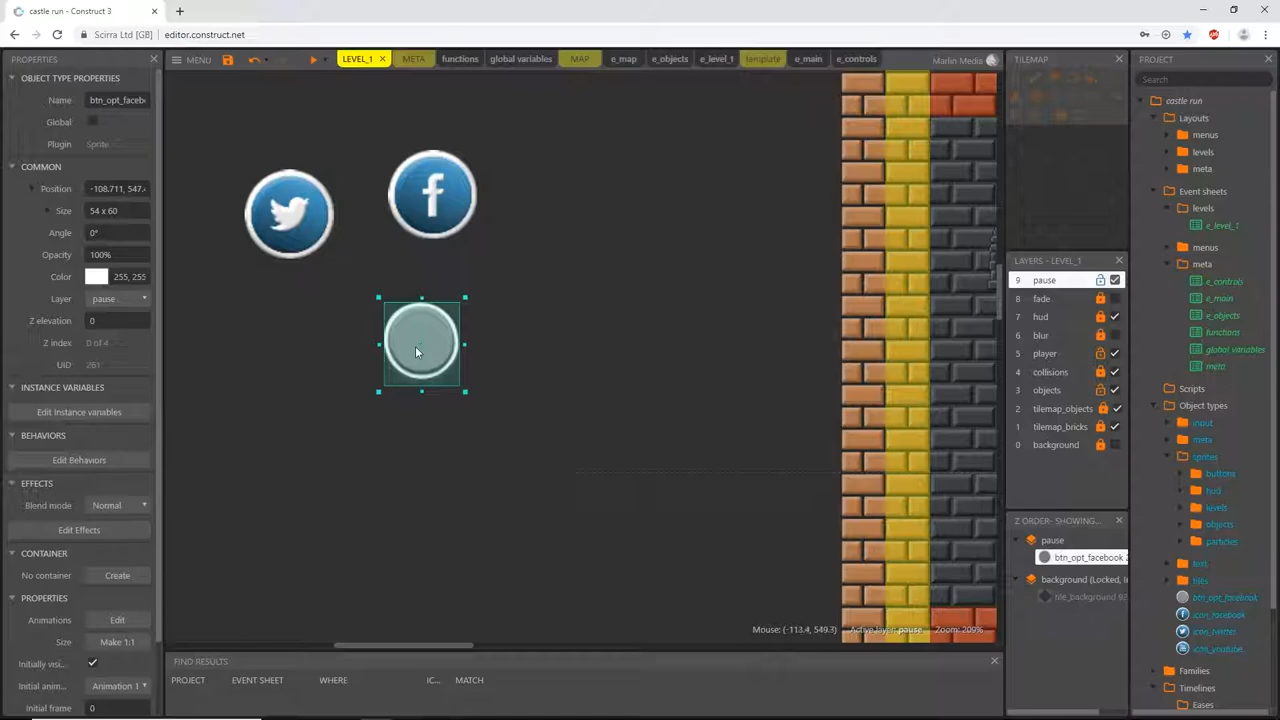 castle run - Construct 3
Scirra Ltd [GB]
editor.construct.net
PROPERTIES
MENU
LEVEL_1
META
functions
global variables
MAP
e_map
e_objects
e_level_1
template
e_main
e_controls
Marlin Media
TILEMAP
PROJECT
OBJECT TYPE PROPERTIES
Name btn_opt_faceb
Global
Plugin Sprite
COMMON
Position -108.711, 547.
Size 54 x 60
Angle 0°
Opacity 100%
Color 255, 255
Layer pause
Z elevation 0
Z index 0 of 4
UID 261
INSTANCE VARIABLES
Edit Instance variables
BEHAVIORS
Edit Behaviors
EFFECTS
Blend mode Normal
Edit Effects
CONTAINER
No container Create
PROPERTIES
Animations Edit
Size Make 1:1
Initially visi...
Initial anim... Animation 1
Initial frame 0
f
Mouse: (-113.4, 549.3) Active layer: pause Zoom: 209%
FIND RESULTS
PROJECT EVENT SHEET WHERE IC... MATCH
LAYERS - LEVEL_1
9 pause
8 fade
7 hud
6 blur
5 player
4 collisions
3 objects
2 tilemap_objects
1 tilemap_bricks
0 background
Z ORDER- SHOWING...
pause
btn_opt_facebook 2
background (Locked, I
tile_background 92
Search
castle run
Layouts
menus
levels
meta
Event sheets
levels
e_level_1
menus
meta
e_controls
e_main
e_objects
functions
global variables
meta
Scripts
Object types
input
meta
sprites
buttons
hud
levels
objects
particles
text
tiles
btn_opt_facebook
icon_facebook
icon_twitter
icon_youtube
Families
Timelines
Eases